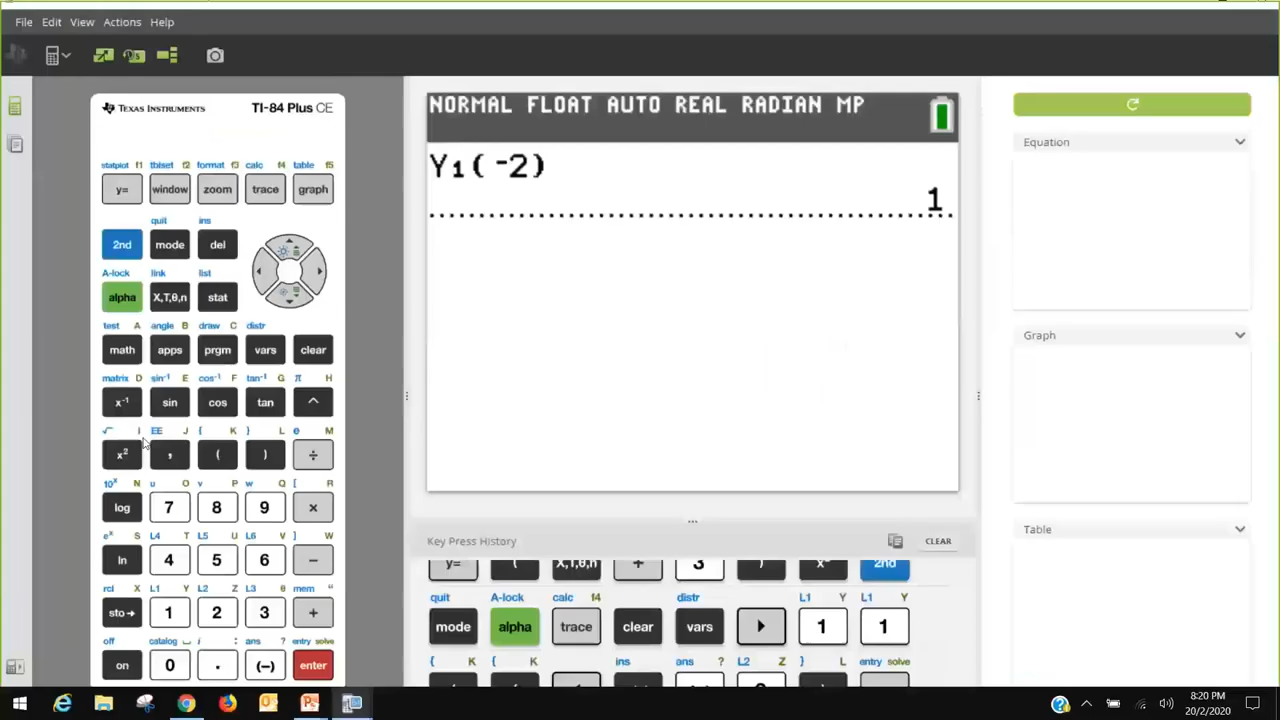 File Edit View Actions Help
TEXAS INSTRUMENTS TI-84 Plus CE
statplot f1 tblset f2 format f3 calc f4 table f5
y= window zoom trace graph
quit ins
2nd mode del
A-lock link list
alpha X,T,θ,n stat
test A angle B draw C distr
math apps prgm vars clear
matrix D sin⁻¹ E cos⁻¹ F tan⁻¹ G π H
x⁻¹ sin cos tan ^
√ I EE J { K } L e M
x² , ( ) ÷
10ˣ N u O v P w Q [ R
log 7 8 9 ×
eˣ S L4 T L5 U L6 V ] W
ln 4 5 6 −
rcl X L1 Y L2 Z L3 θ mem "
sto→ 1 2 3 +
off catalog ⎵ i : ans ? entry solve
on 0 . (−) enter
NORMAL FLOAT AUTO REAL RADIAN MP
Y₁(-2)
1
Key Press History CLEAR
y= ( X,T,θ,n + 3 ) x² 2nd
quit A-lock calc f4 distr L1 Y L1 Y
mode alpha trace clear vars 1 1
{ K { K ins ans ? L2 Z } L entry solve
Equation
Graph
Table
8:20 PM
20/2/2020